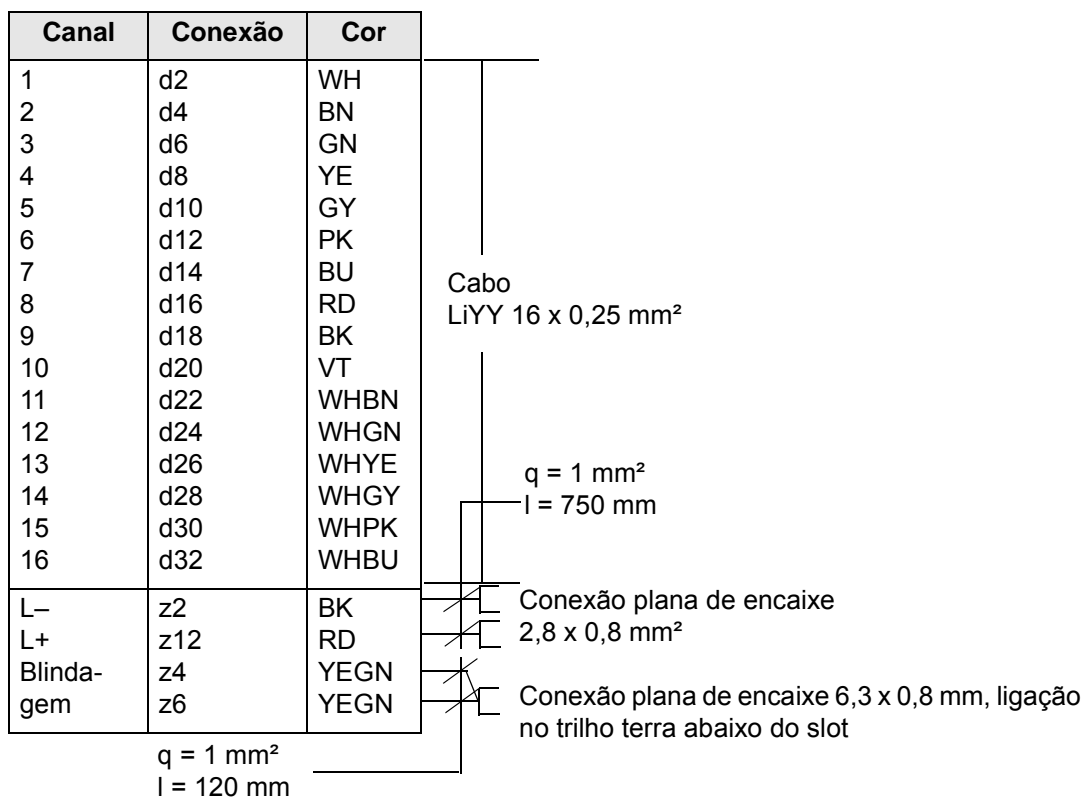 Canal Conexão Cor
1 d2 WH
2 d4 BN
3 d6 GN
4 d8 YE
5 d10 GY
6 d12 PK
7 d14 BU
8 d16 RD
9 d18 BK
10 d20 VT
11 d22 WHBN
12 d24 WHGN
13 d26 WHYE
14 d28 WHGY
15 d30 WHPK
16 d32 WHBU
L– z2 BK
L+ z12 RD
Blinda- z4 YEGN
gem z6 YEGN
Cabo
LiYY 16 x 0,25 mm²
q = 1 mm²
l = 750 mm
Conexão plana de encaixe
2,8 x 0,8 mm²
Conexão plana de encaixe 6,3 x 0,8 mm, ligação
no trilho terra abaixo do slot
q = 1 mm²
l = 120 mm